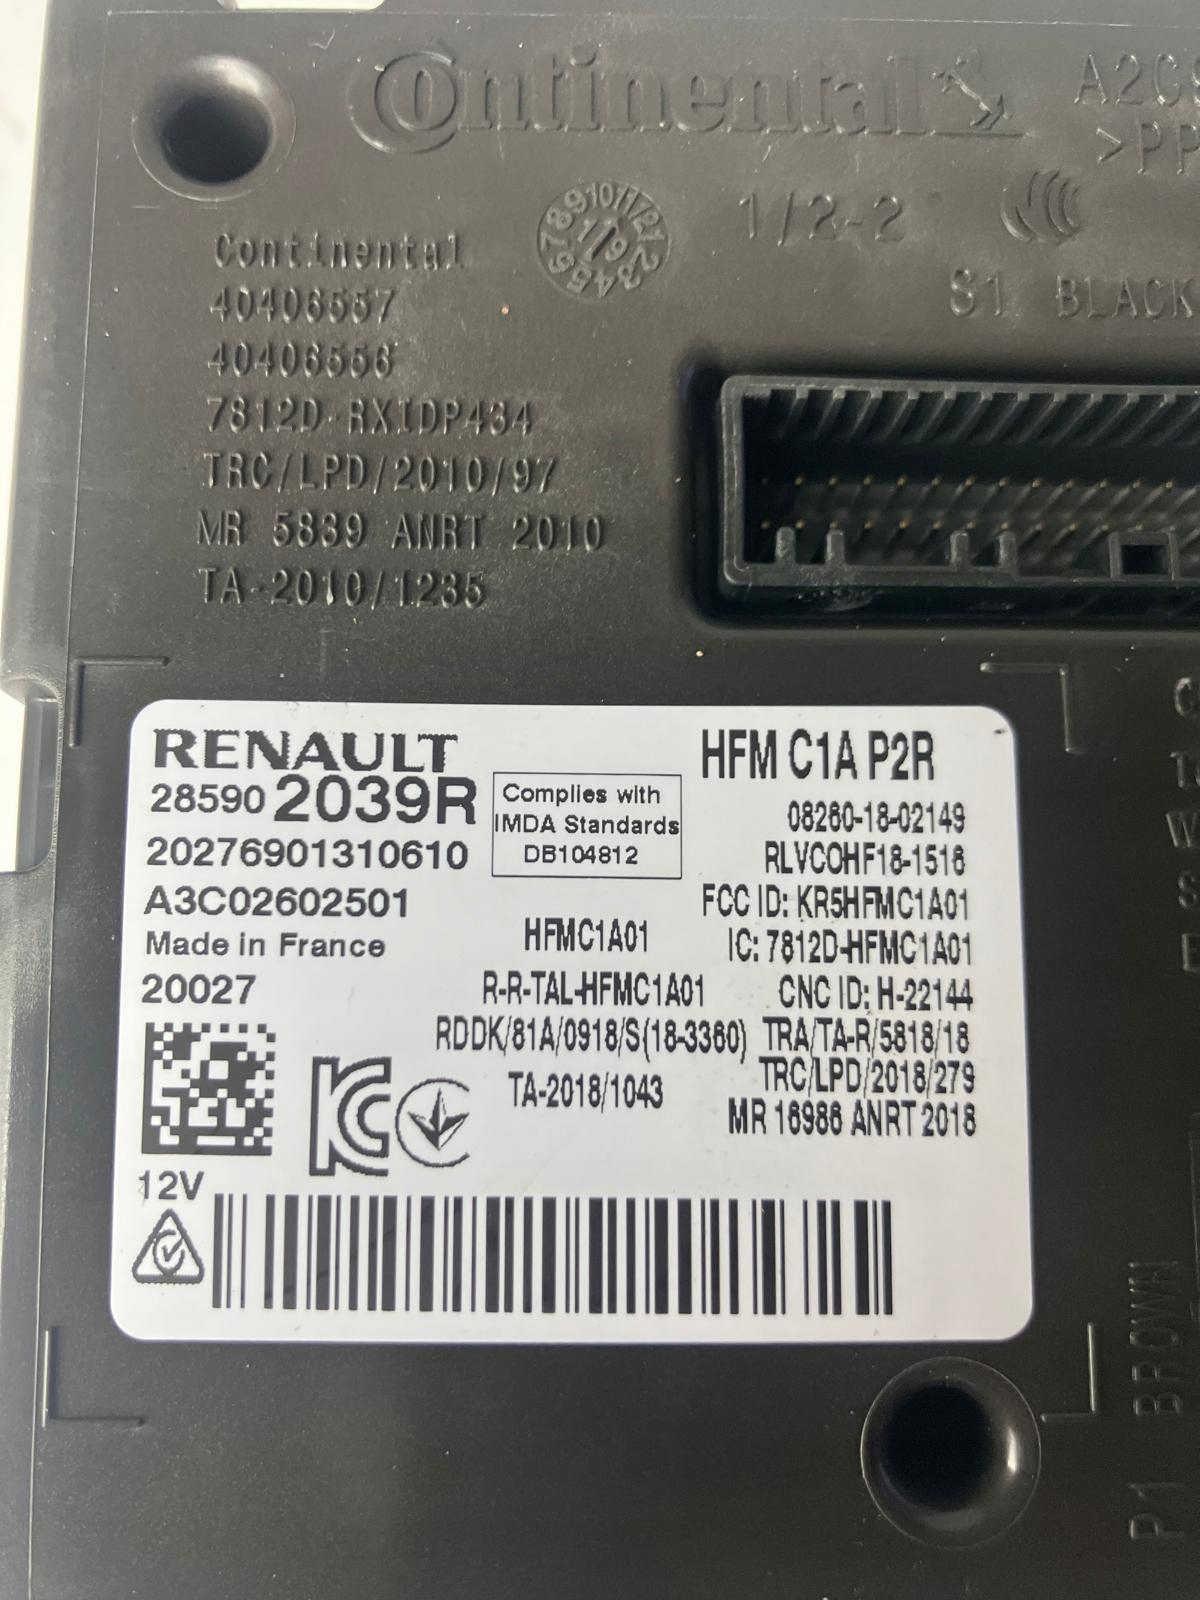 Continental
A2C
>PP
1/2-2
S1 BLACK
Continental
40406557
40406556
7812D-RXIDP434
TRC/LPD/2010/97
MR 5839 ANRT 2010
TA-2010/1235
RENAULT
28590 2039R
20276901310610
A3C02602501
Made in France
20027
12V
Complies with
IMDA Standards
DB104812
HFMC1A01
R-R-TAL-HFMC1A01
RDDK/81A/0918/S(18-3360)
TA-2018/1043
HFM C1A P2R
08260-18-02149
RLVCOHF18-1518
FCC ID: KR5HFMC1A01
IC: 7812D-HFMC1A01
CNC ID: H-22144
TRA/TA-R/5818/18
TRC/LPD/2018/279
MR 16986 ANRT 2018
P1 BROWN